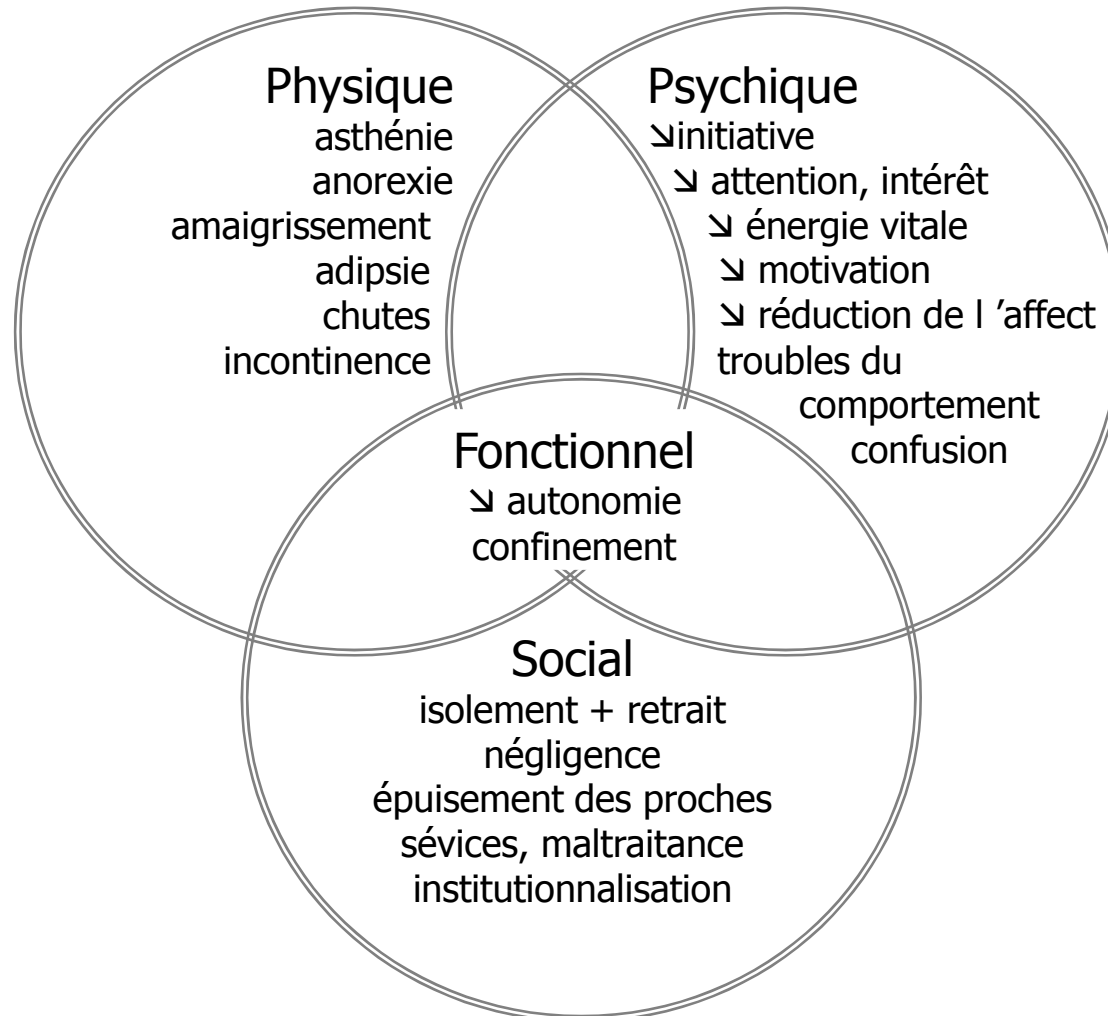 Physique
asthénie
anorexie
amaigrissement
adipsie
chutes
incontinence
Psychique
↘initiative
↘ attention, intérêt
↘ énergie vitale
↘ motivation
↘ réduction de l ’affect
troubles du
comportement
confusion
Fonctionnel
↘ autonomie
confinement
Social
isolement + retrait
négligence
épuisement des proches
sévices, maltraitance
institutionnalisation